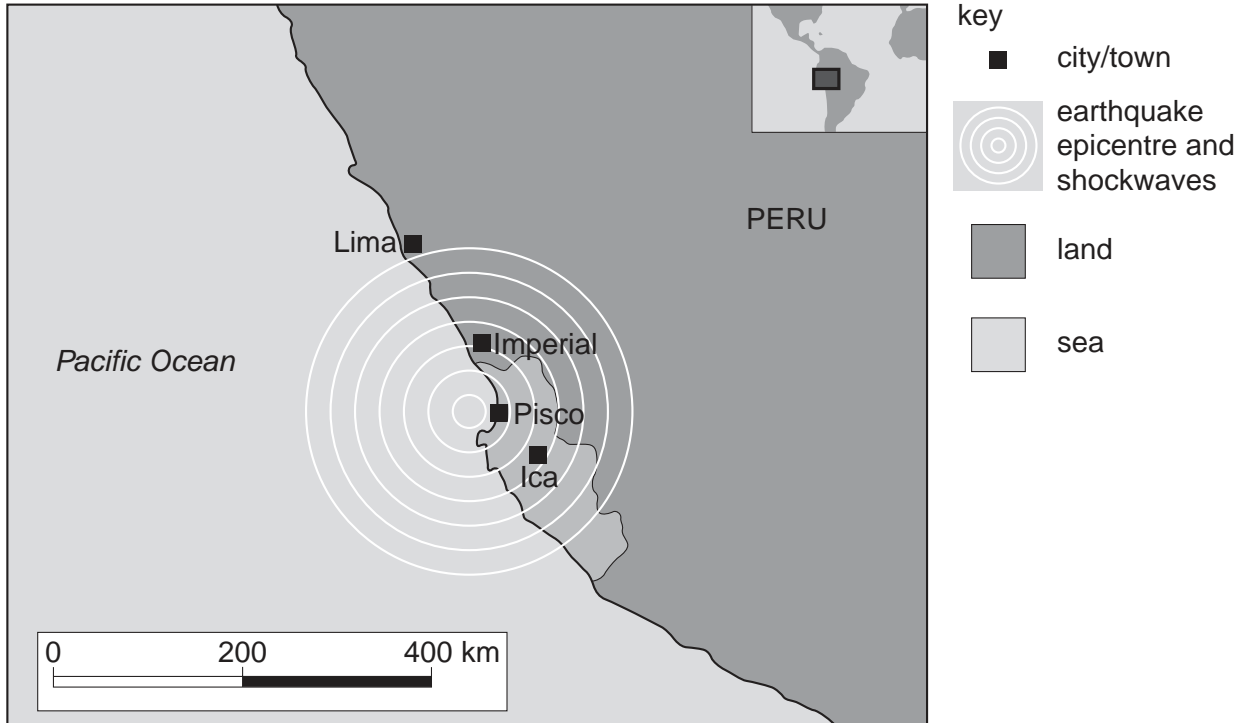 key
city/town
earthquake
epicentre and
shockwaves
land
sea
PERU
Lima
Imperial
Pacific Ocean
Pisco
Ica
0 200 400 km